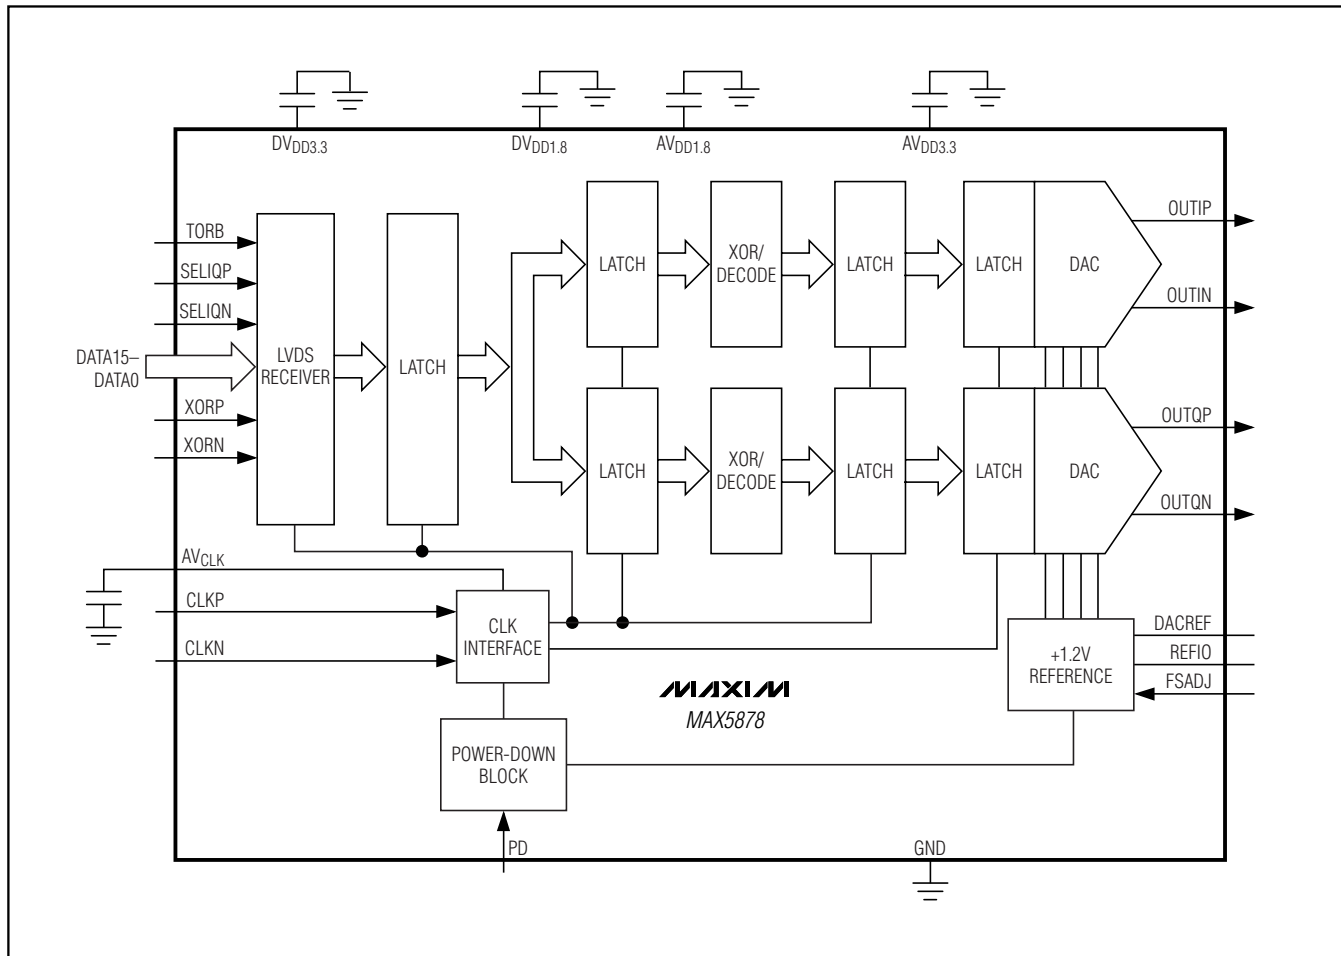 DVDD3.3
DVDD1.8
AVDD1.8
AVDD3.3
TORB
SELIQP
SELIQN
DATA15–
DATA0
XORP
XORN
LVDS
RECEIVER
LATCH
LATCH
XOR/
DECODE
LATCH
LATCH
DAC
OUTIP
OUTIN
LATCH
XOR/
DECODE
LATCH
LATCH
DAC
OUTQP
OUTQN
AVCLK
CLKP
CLKN
CLK
INTERFACE
+1.2V
REFERENCE
DACREF
REFIO
FSADJ
MAXIM
MAX5878
POWER-DOWN
BLOCK
PD
GND